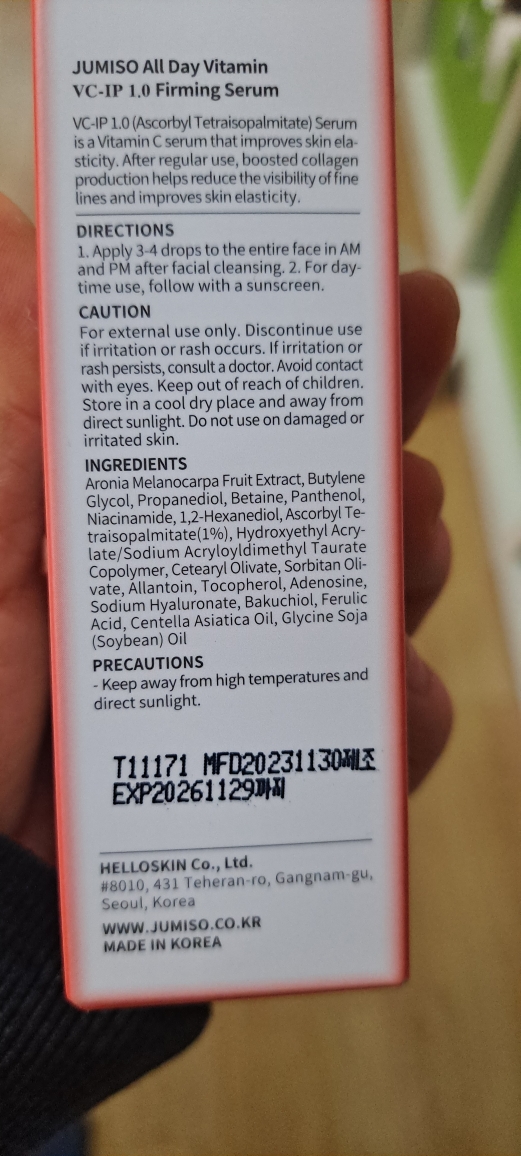 JUMISO All Day Vitamin
VC-IP 1.0 Firming Serum
VC-IP 1.0 (Ascorbyl Tetraisopalmitate) Serum
is a Vitamin C serum that improves skin ela-
sticity. After regular use, boosted collagen
production helps reduce the visibility of fine
lines and improves skin elasticity.
DIRECTIONS
1. Apply 3-4 drops to the entire face in AM
and PM after facial cleansing. 2. For day-
time use, follow with a sunscreen.
CAUTION
For external use only. Discontinue use
if irritation or rash occurs. If irritation or
rash persists, consult a doctor. Avoid contact
with eyes. Keep out of reach of children.
Store in a cool dry place and away from
direct sunlight. Do not use on damaged or
irritated skin.
INGREDIENTS
Aronia Melanocarpa Fruit Extract, Butylene
Glycol, Propanediol, Betaine, Panthenol,
Niacinamide, 1,2-Hexanediol, Ascorbyl Te-
traisopalmitate(1%), Hydroxyethyl Acry-
late/Sodium Acryloyldimethyl Taurate
Copolymer, Cetearyl Olivate, Sorbitan Oli-
vate, Allantoin, Tocopherol, Adenosine,
Sodium Hyaluronate, Bakuchiol, Ferulic
Acid, Centella Asiatica Oil, Glycine Soja
(Soybean) Oil
PRECAUTIONS
- Keep away from high temperatures and
direct sunlight.
T11171 MFD20231130제조
EXP20261129까지
HELLOSKIN Co., Ltd.
#8010, 431 Teheran-ro, Gangnam-gu,
Seoul, Korea
WWW.JUMISO.CO.KR
MADE IN KOREA